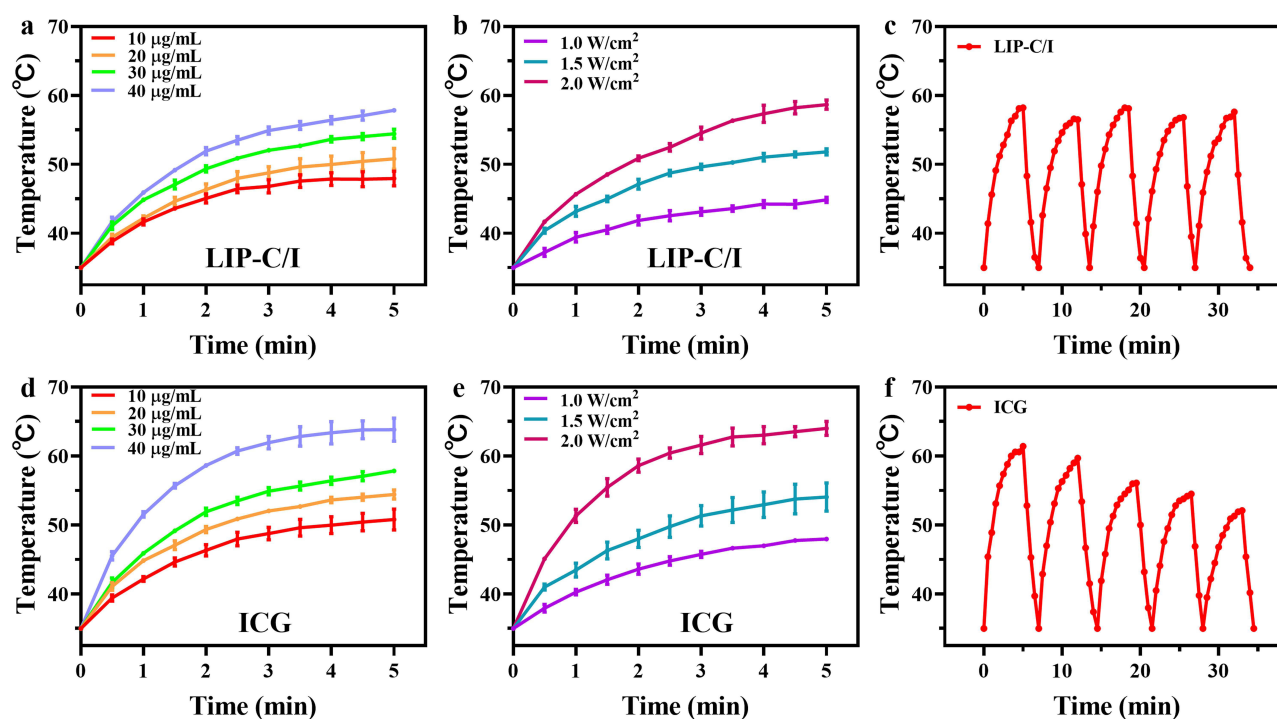 a
10 μg/mL
20 μg/mL
30 μg/mL
40 μg/mL
70
60
50
40
Temperature (℃)
LIP-C/I
0 1 2 3 4 5
Time (min)
b
1.0 W/cm²
1.5 W/cm²
2.0 W/cm²
70
60
50
40
Temperature (℃)
LIP-C/I
0 1 2 3 4 5
Time (min)
c
LIP-C/I
70
60
50
40
Temperature (℃)
0 10 20 30
Time (min)
d
10 μg/mL
20 μg/mL
30 μg/mL
40 μg/mL
70
60
50
40
Temperature (℃)
ICG
0 1 2 3 4 5
Time (min)
e
1.0 W/cm²
1.5 W/cm²
2.0 W/cm²
70
60
50
40
Temperature (℃)
ICG
0 1 2 3 4 5
Time (min)
f
ICG
70
60
50
40
Temperature (℃)
0 10 20 30
Time (min)